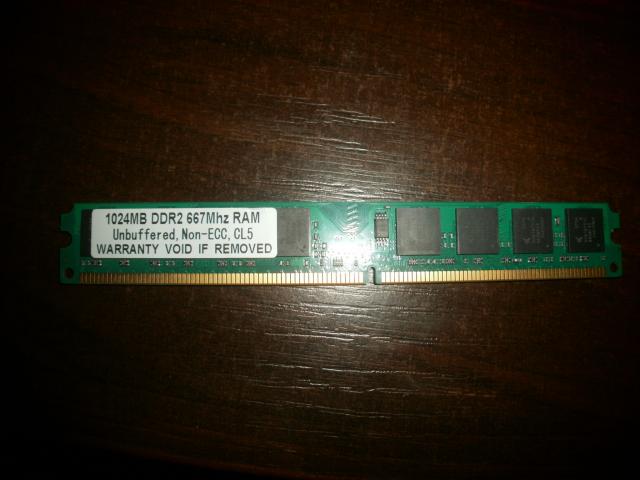 1024MB DDR2 667Mhz RAM
Unbuffered, Non-ECC, CL5
WARRANTY VOID IF REMOVED